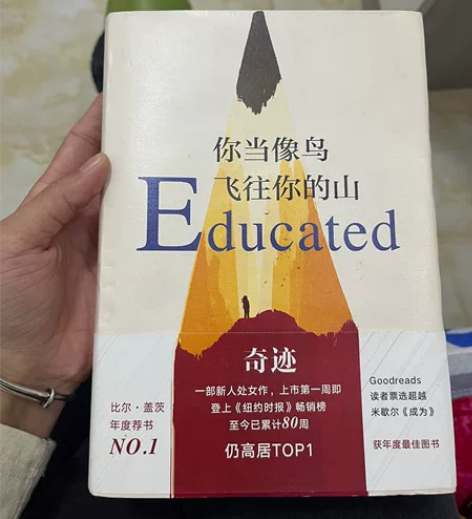 你当像鸟
飞往你的山
Educated
奇迹
一部新人处女作，上市第一周即
登上《纽约时报》畅销榜
至今已累计80周
仍高居TOP1
比尔·盖茨
年度荐书
NO.1
Goodreads
读者票选超越
米歇尔《成为》
获年度最佳图书